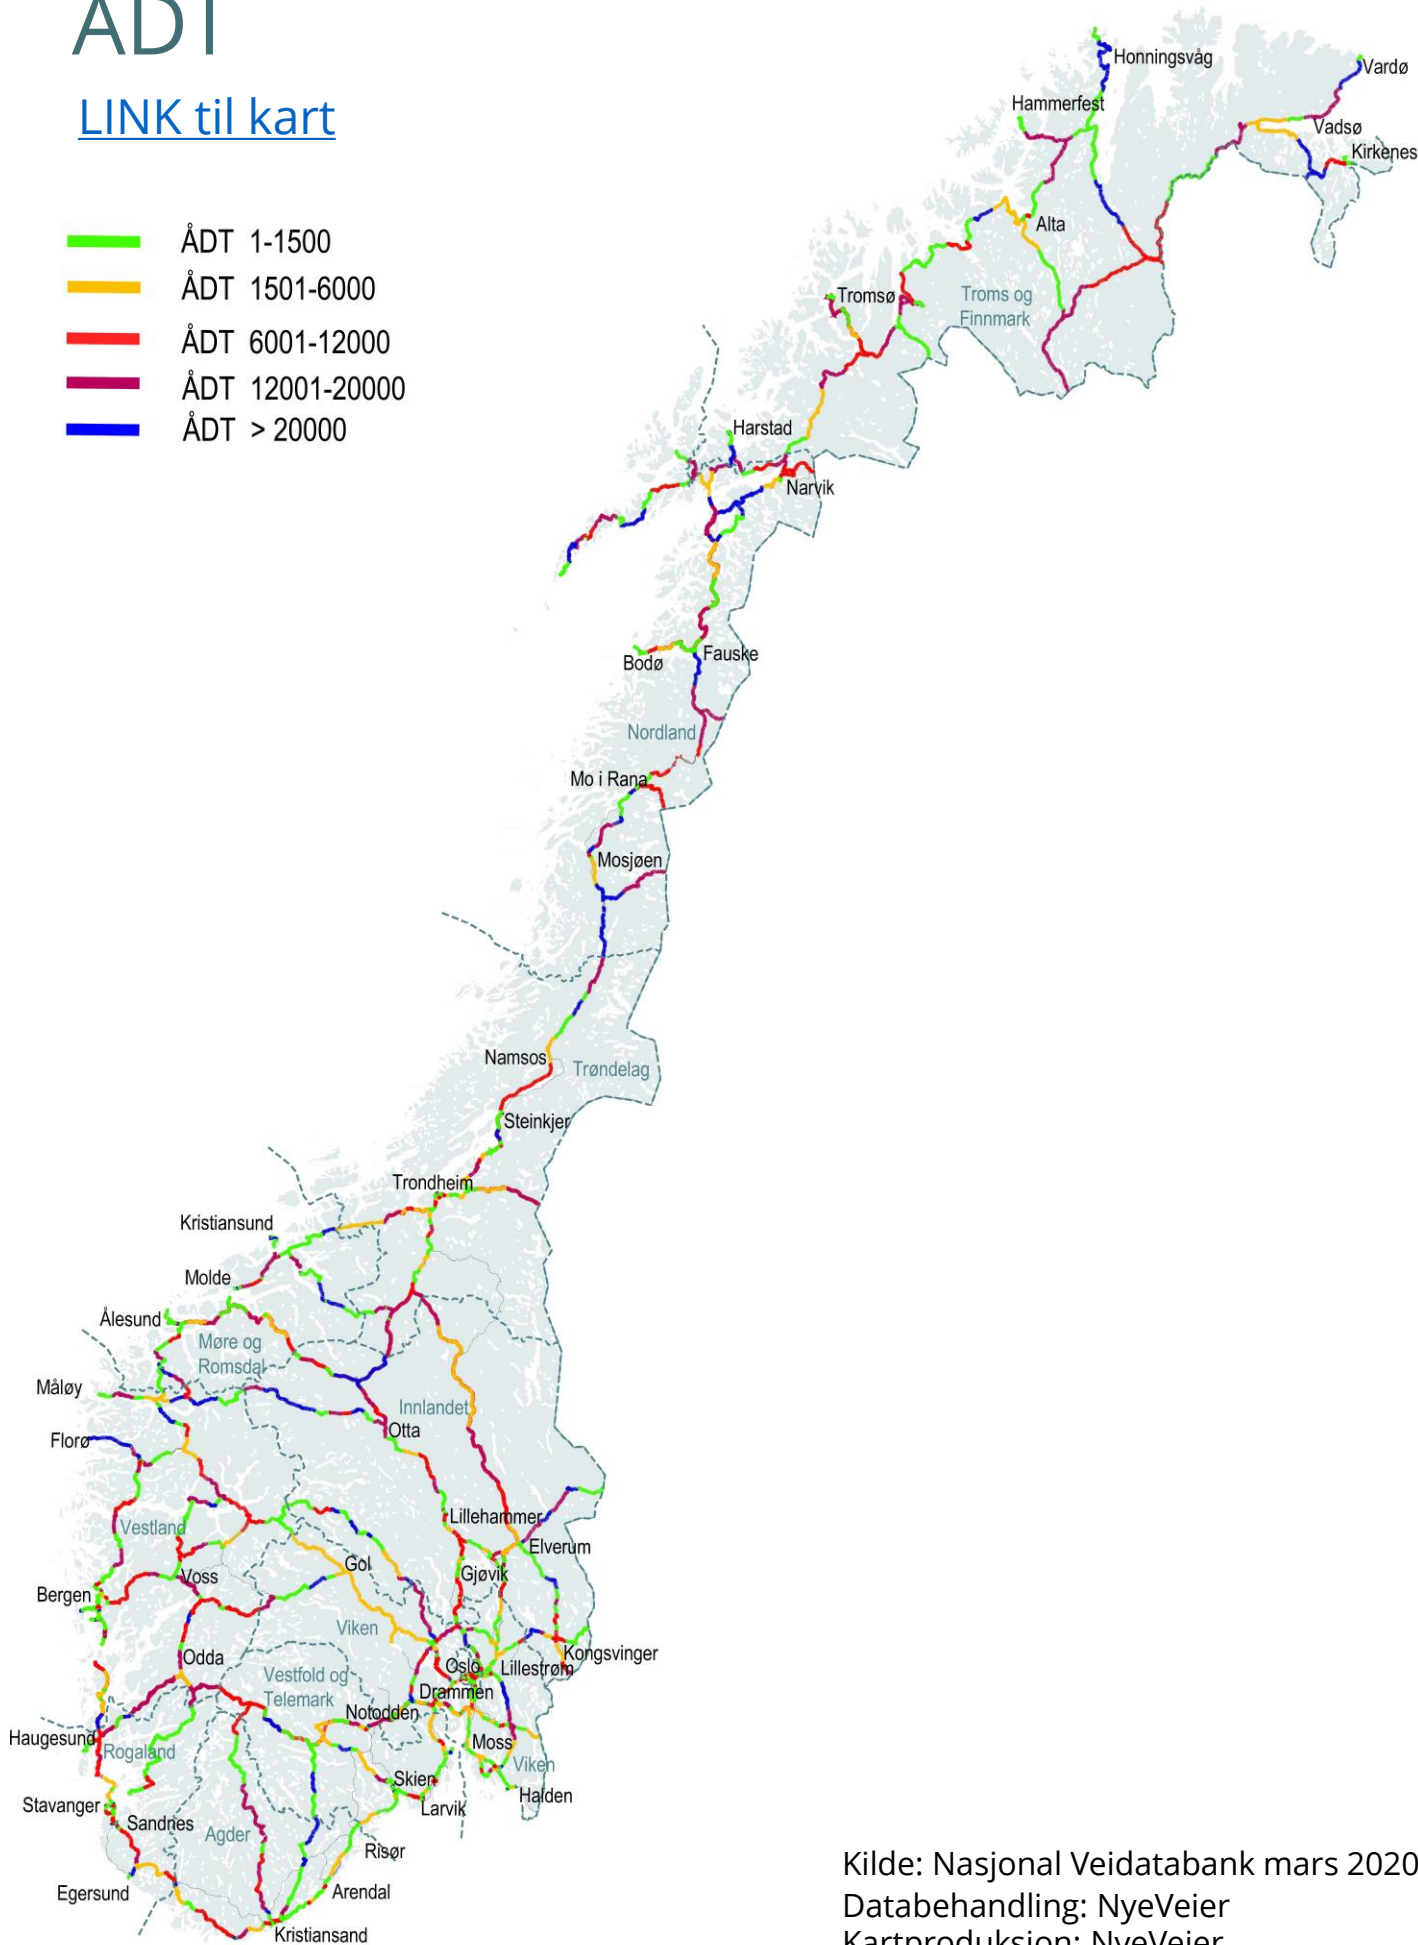 ÅDT
LINK til kart
ÅDT 1-1500
ÅDT 1501-6000
ÅDT 6001-12000
ÅDT 12001-20000
ÅDT > 20000
Honningsvåg
Vardø
Hammerfest
Vadsø
Kirkenes
Alta
Tromsø
Troms og
Finnmark
Harstad
Narvik
Bodø
Fauske
Nordland
Mo i Rana
Mosjøen
Namsos
Trøndelag
Steinkjer
Trondheim
Kristiansund
Molde
Ålesund
Møre og
Romsdal
Måløy
Innlandet
Florø
Otta
Lillehammer
Vestland
Elverum
Gol
Gjøvik
Voss
Bergen
Viken
Kongsvinger
Odda
Oslo
Lillestrøm
Vestfold og
Telemark
Drammen
Notodden
Haugesund
Rogaland
Moss
Viken
Skien
Halden
Stavanger
Larvik
Sandnes
Agder
Risør
Egersund
Arendal
Kristiansand
Kilde: Nasjonal Veidatabank mars 2020
Databehandling: NyeVeier
Kartproduksjon: NyeVeier